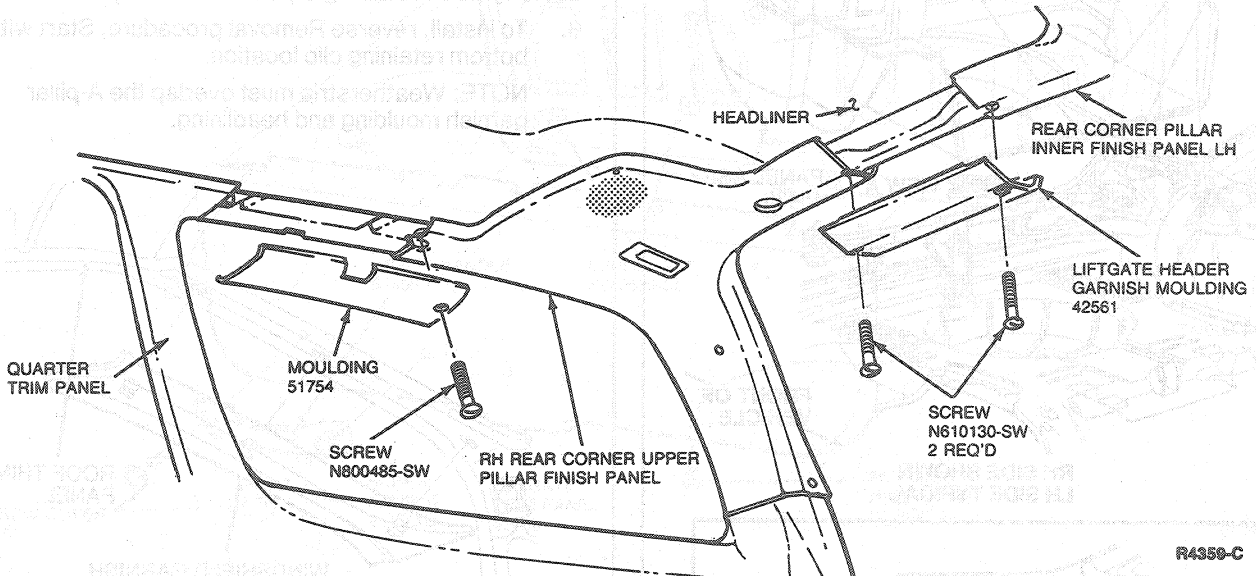 HEADLINER
REAR CORNER PILLAR
INNER FINISH PANEL LH
LIFTGATE HEADER
GARNISH MOULDING
42561
QUARTER
TRIM PANEL
MOULDING
51754
SCREW
N800485-SW
RH REAR CORNER UPPER
PILLAR FINISH PANEL
SCREW
N610130-SW
2 REQ'D
R4359-C